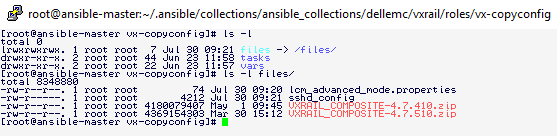 root@ansible-master:~/.ansible/collections/ansible_collections/dellemc/vxrail/roles/vx-copyconfig
[root@ansible-master vx-copyconfig]# ls -l
total 0
lrwxrwxrwx. 1 root root  7 Jul 30 09:21 files -> /files/
drwxr-xr-x. 2 root root 44 Jun 23 11:58 tasks
drwxr-xr-x. 2 root root 22 Jun 23 11:57 vars
[root@ansible-master vx-copyconfig]# ls -l files/
total 8348880
-rw-r--r--. 1 root root         74 Jul 30 09:20 lcm_advanced_mode.properties
-rw-------. 1 root root       4212 Jul 30 09:21 sshd_config
-rw-r--r--. 1 root root 4180079407 May  1 09:45 VXRAIL_COMPOSITE-4.7.410.zip
-rw-r--r--. 1 root root 4369154303 Mar 30 15:12 VXRAIL_COMPOSITE-4.7.510.zip
[root@ansible-master vx-copyconfig]#